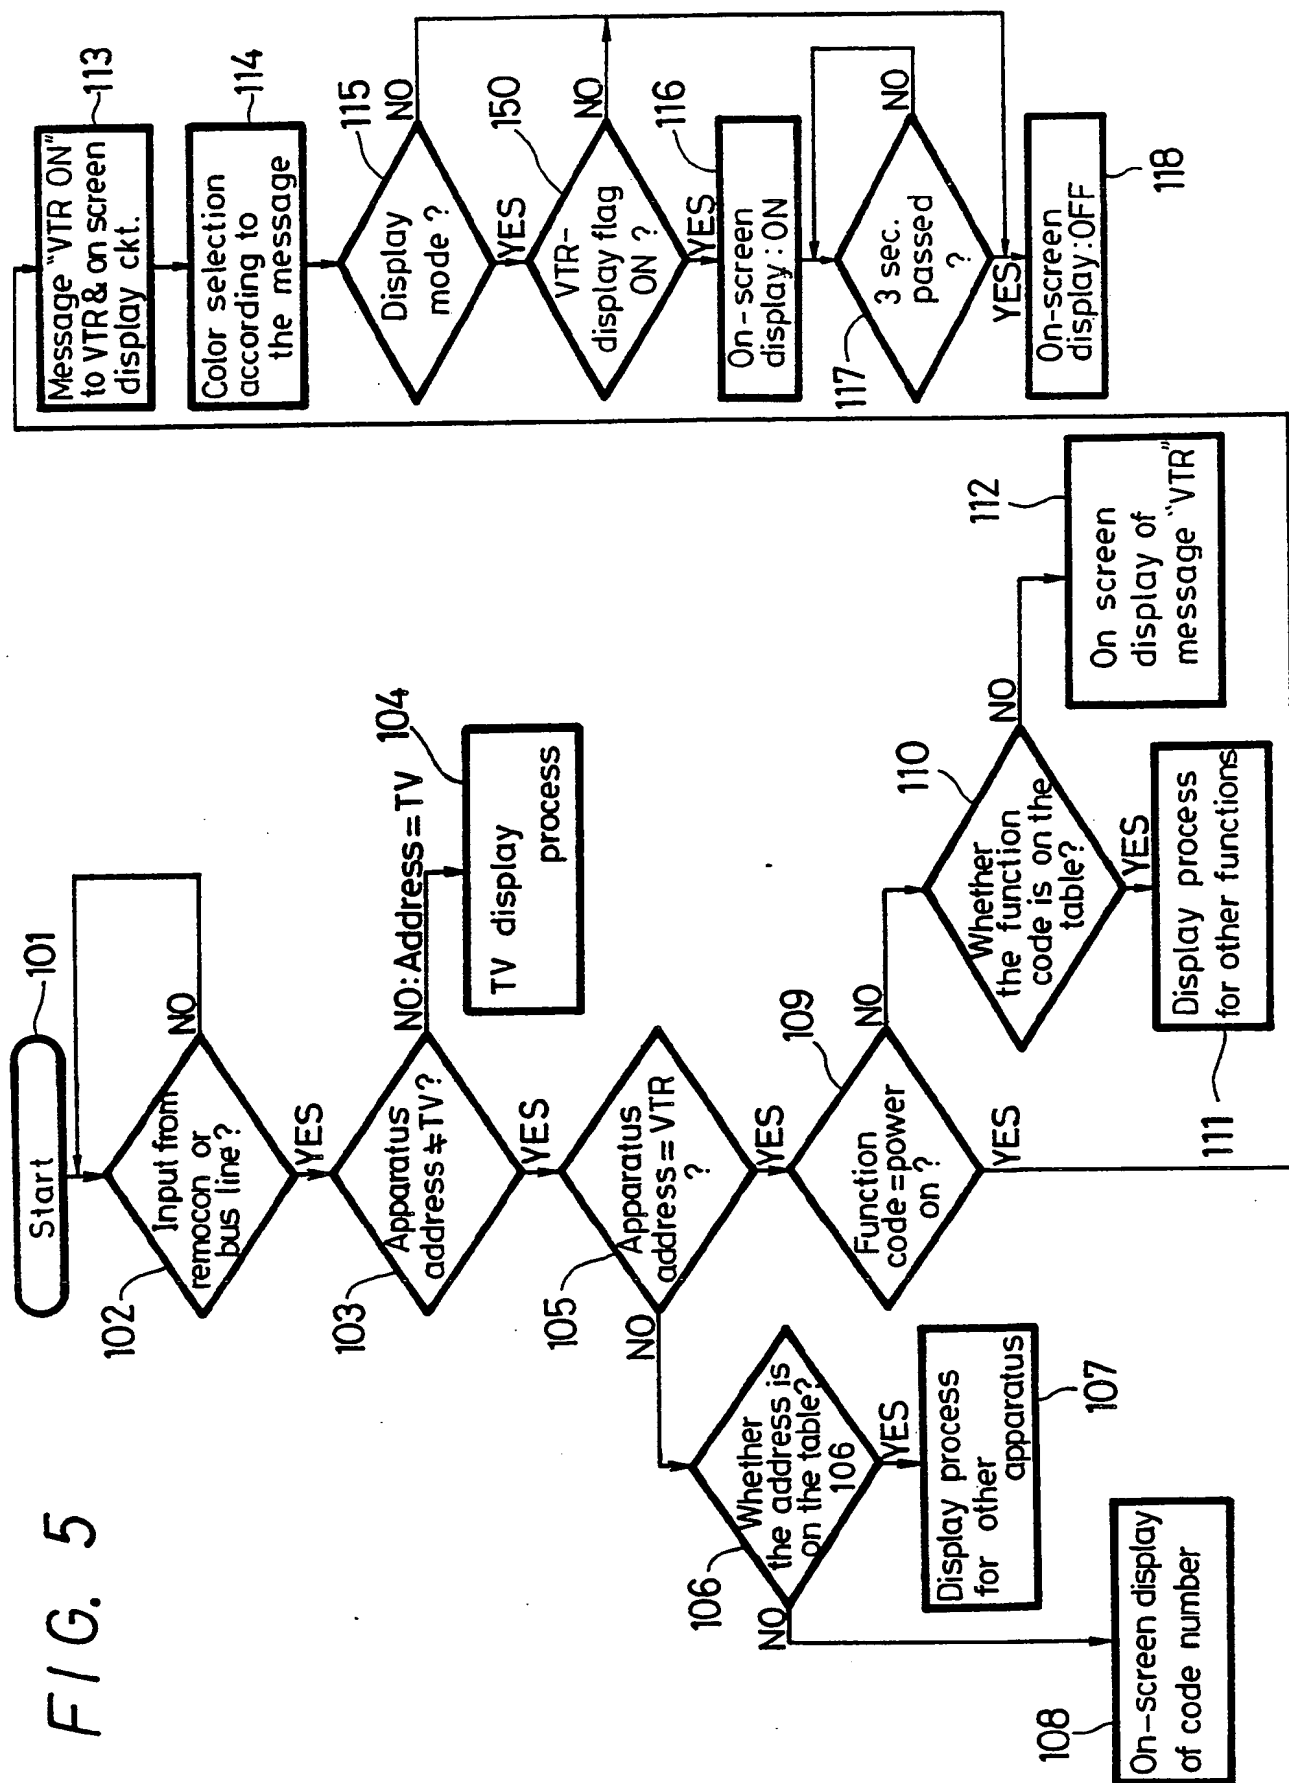 FIG. 5
Start
101
Input from
remocon or
bus line?
102
NO
YES
Apparatus
address≠TV?
103
NO:Address=TV
104
TV display
process
YES
Apparatus
address=VTR
?
105
NO
YES
Whether
the address is
on the table?
106
106
NO
YES
Display process
for other
apparatus
107
On-screen display
of code number
108
Function
code=power
on?
109
NO
YES
Whether
the function
code is on the
table?
110
NO
YES
Display process
for other functions
111
On screen
display of
message "VTR"
112
Message "VTR ON"
to VTR & on screen
display ckt.
113
Color selection
according to
the message
114
Display
mode?
115
NO
YES
VTR-
display flag
ON?
150
NO
YES
On-screen
display:ON
116
3 sec.
passed
?
117
NO
YES
On-screen
display:OFF
118